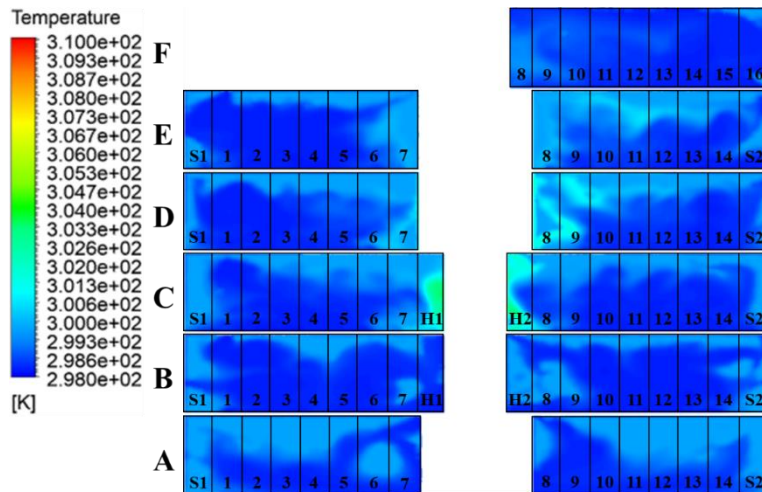 Temperature
3.100e+02
3.093e+02
3.087e+02
3.080e+02
3.073e+02
3.067e+02
3.060e+02
3.053e+02
3.047e+02
3.040e+02
3.033e+02
3.026e+02
3.020e+02
3.013e+02
3.006e+02
3.000e+02
2.993e+02
2.986e+02
2.980e+02
[K]
F
8 9 10 11 12 13 14 15 16
E
S1 1 2 3 4 5 6 7 8 9 10 11 12 13 14 S2
D
S1 1 2 3 4 5 6 7 8 9 10 11 12 13 14 S2
C
S1 1 2 3 4 5 6 7 H1 H2 8 9 10 11 12 13 14 S2
B
S1 1 2 3 4 5 6 7 H1 H2 8 9 10 11 12 13 14 S2
A
S1 1 2 3 4 5 6 7 8 9 10 11 12 13 14 S2